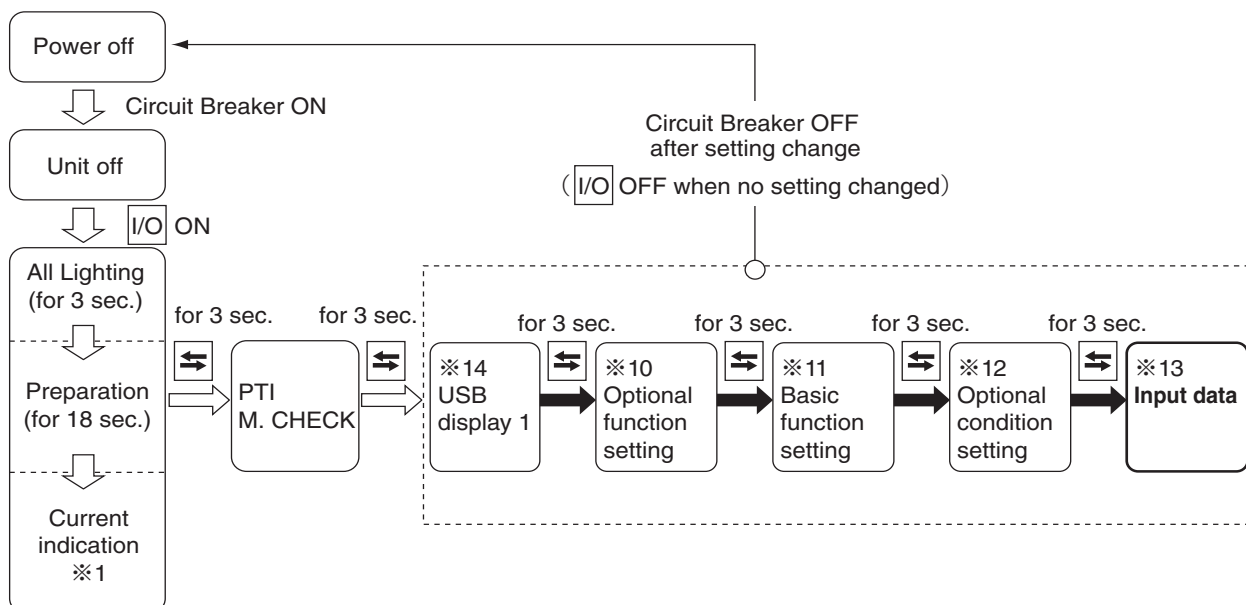 Power off
Circuit Breaker ON
Unit off
I/O ON
Circuit Breaker OFF
after setting change
( I/O OFF when no setting changed)
All Lighting
(for 3 sec.)
Preparation
(for 18 sec.)
Current
indication
※1
for 3 sec.
PTI
M. CHECK
for 3 sec.
※14
USB
display 1
for 3 sec.
※10
Optional
function
setting
for 3 sec.
※11
Basic
function
setting
for 3 sec.
※12
Optional
condition
setting
for 3 sec.
※13
Input data